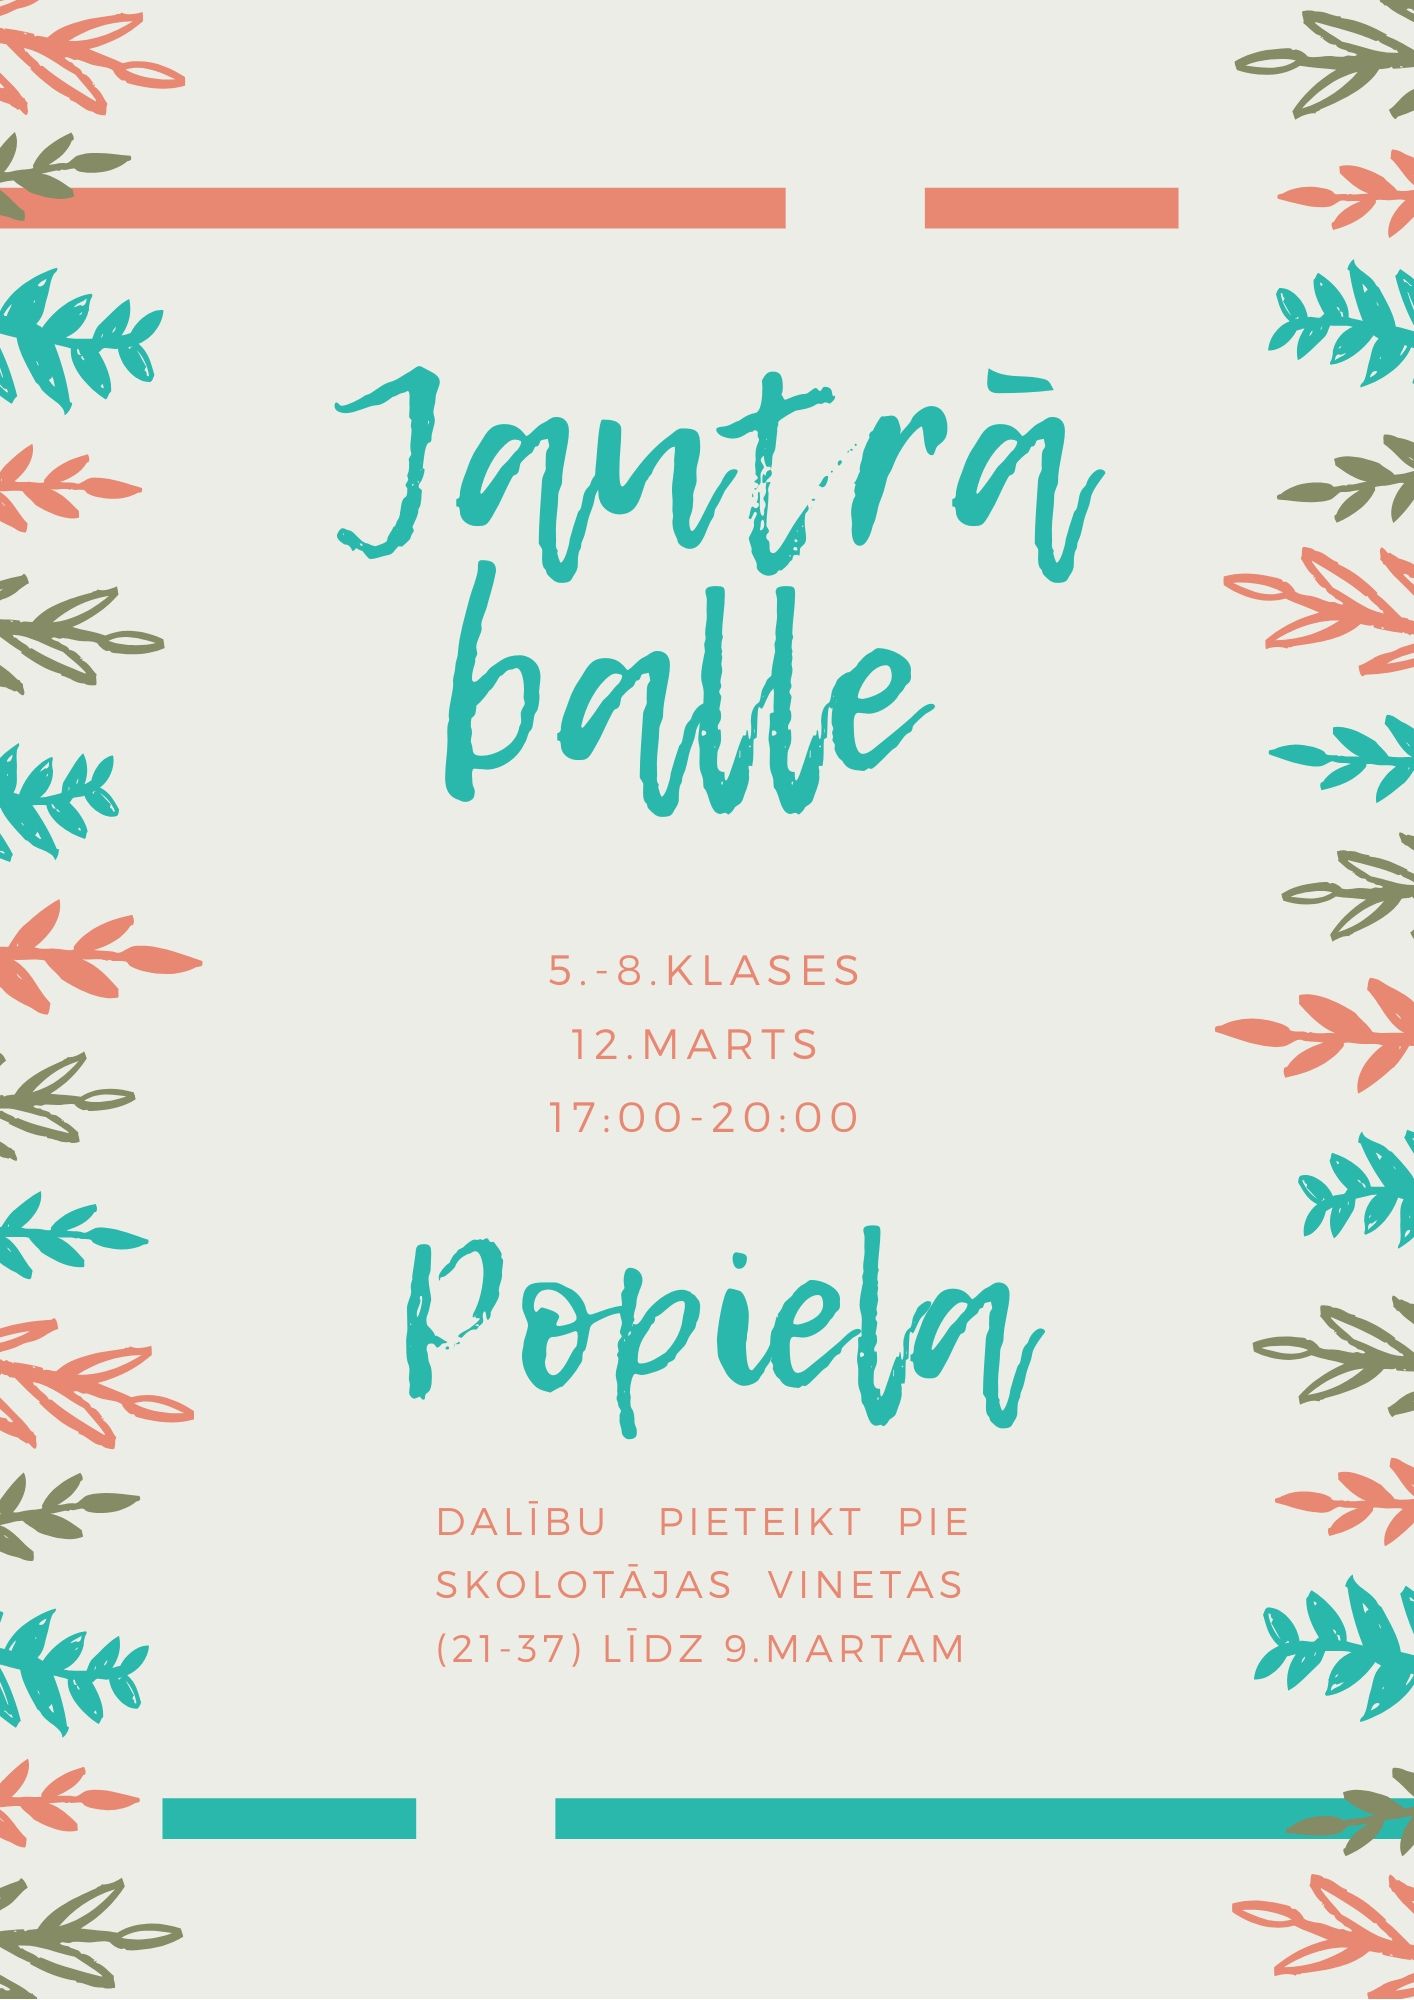 Jautrā
balle
5.-8.KLASES
12.MARTS
17:00-20:00
Popiela
DALĪBU PIETEIKT PIE
SKOLOTĀJAS VINETAS
(21-37) LĪDZ 9.MARTAM